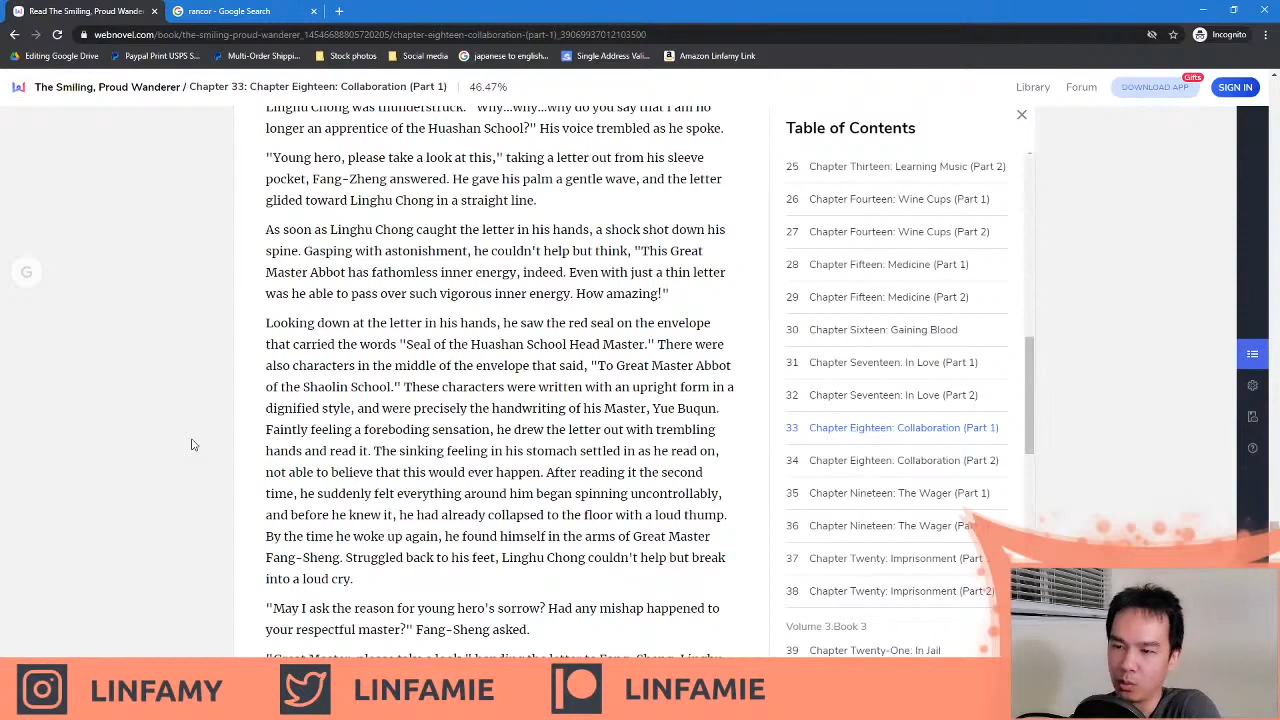 Read The Smiling, Proud Wande
rancor - Google Search
webnovel.com/book/the-smiling-proud-wanderer_14546688805720205/chapter-eighteen-collaboration-(part-1)_39069937012103500
Incognito
Editing Google Drive
Paypal Print USPS S...
Multi-Order Shippi...
Stock photos
Social media
japanese to english...
Single Address Vali...
Amazon Linfamy Link
The Smiling, Proud Wanderer / Chapter 33: Chapter Eighteen: Collaboration (Part 1)
46.47%
Library
Forum
DOWNLOAD APP
Gifts
SIGN IN
Linghu Chong was thunderstruck. "Why...why...why do you say that I am no
longer an apprentice of the Huashan School?" His voice trembled as he spoke.
"Young hero, please take a look at this," taking a letter out from his sleeve
pocket, Fang-Zheng answered. He gave his palm a gentle wave, and the letter
glided toward Linghu Chong in a straight line.
As soon as Linghu Chong caught the letter in his hands, a shock shot down his
spine. Gasping with astonishment, he couldn't help but think, "This Great
Master Abbot has fathomless inner energy, indeed. Even with just a thin letter
was he able to pass over such vigorous inner energy. How amazing!"
Looking down at the letter in his hands, he saw the red seal on the envelope
that carried the words "Seal of the Huashan School Head Master." There were
also characters in the middle of the envelope that said, "To Great Master Abbot
of the Shaolin School." These characters were written with an upright form in a
dignified style, and were precisely the handwriting of his Master, Yue Buqun.
Faintly feeling a foreboding sensation, he drew the letter out with trembling
hands and read it. The sinking feeling in his stomach settled in as he read on,
not able to believe that this would ever happen. After reading it the second
time, he suddenly felt everything around him began spinning uncontrollably,
and before he knew it, he had already collapsed to the floor with a loud thump.
By the time he woke up again, he found himself in the arms of Great Master
Fang-Sheng. Struggled back to his feet, Linghu Chong couldn't help but break
into a loud cry.
"May I ask the reason for young hero's sorrow? Had any mishap happened to
your respectful master?" Fang-Sheng asked.
"Great Master, please take a look," handing the letter to Fang-Sheng, Linghu
G
Table of Contents
25 Chapter Thirteen: Learning Music (Part 2)
26 Chapter Fourteen: Wine Cups (Part 1)
27 Chapter Fourteen: Wine Cups (Part 2)
28 Chapter Fifteen: Medicine (Part 1)
29 Chapter Fifteen: Medicine (Part 2)
30 Chapter Sixteen: Gaining Blood
31 Chapter Seventeen: In Love (Part 1)
32 Chapter Seventeen: In Love (Part 2)
33 Chapter Eighteen: Collaboration (Part 1)
34 Chapter Eighteen: Collaboration (Part 2)
35 Chapter Nineteen: The Wager (Part 1)
36 Chapter Nineteen: The Wager (Pa
37 Chapter Twenty: Imprisonment (Part
38 Chapter Twenty: Imprisonment (Part 2)
Volume 3.Book 3
39 Chapter Twenty-One: In Jail
LINFAMY
LINFAMIE
LINFAMIE